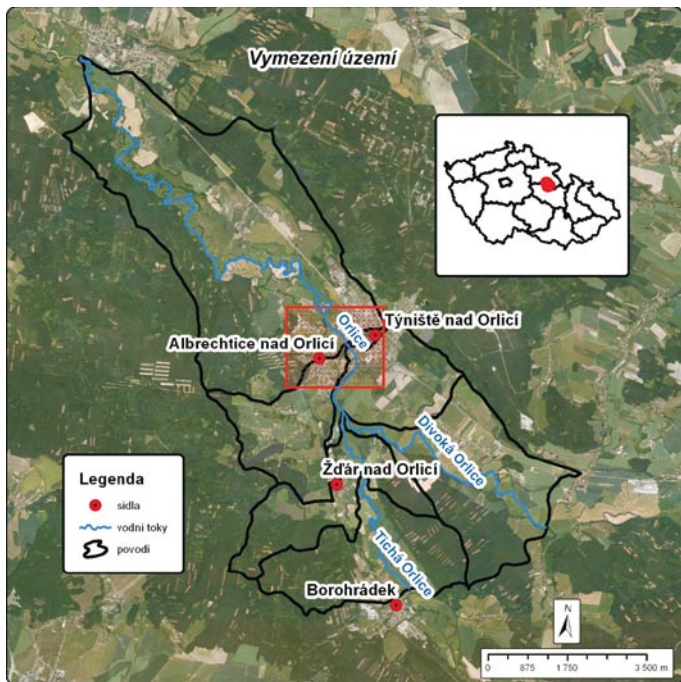 Vymezení území
Orlice
Týniště nad Orlicí
Albrechtice nad Orlicí
Divoká Orlice
Žďár nad Orlicí
Tichá Orlice
Borohrádek
Legenda
sídla
vodní toky
povodí
N
0 875 1 750 3 500 m